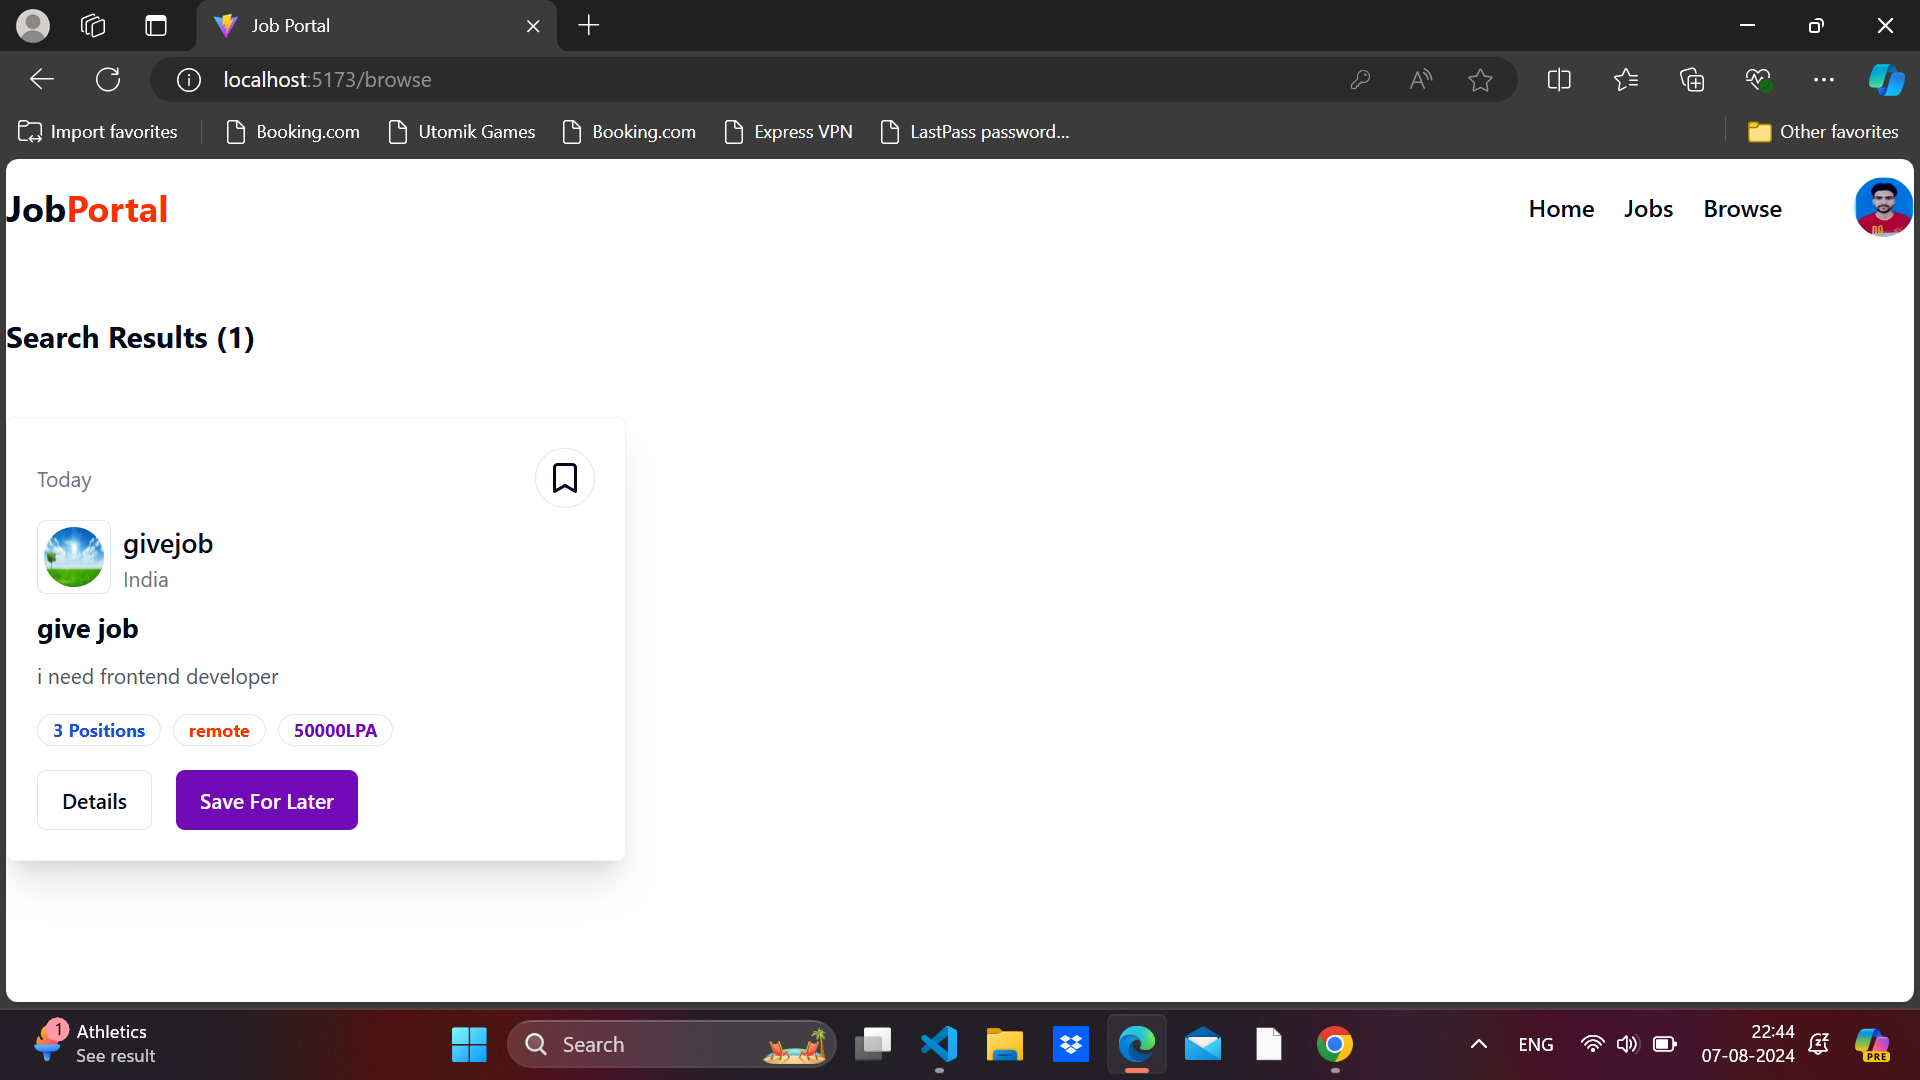 Job Portal
localhost:5173/browse
Import favorites
Booking.com
Utomik Games
Booking.com
Express VPN
LastPass password...
Other favorites
JobPortal
Home
Jobs
Browse
Search Results (1)
Today
givejob
India
give job
i need frontend developer
3 Positions
remote
50000LPA
Details
Save For Later
1
Athletics
See result
Search
ENG
22:44
07-08-2024
PRE